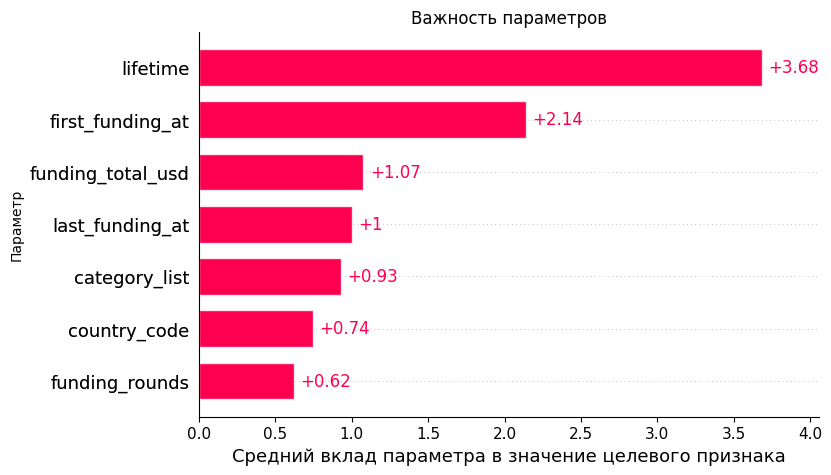 Важность параметров
lifetime
+3.68
first_funding_at
+2.14
funding_total_usd
+1.07
last_funding_at
+1
category_list
+0.93
country_code
+0.74
funding_rounds
+0.62
Параметр
0.0 0.5 1.0 1.5 2.0 2.5 3.0 3.5 4.0
Средний вклад параметра в значение целевого признака